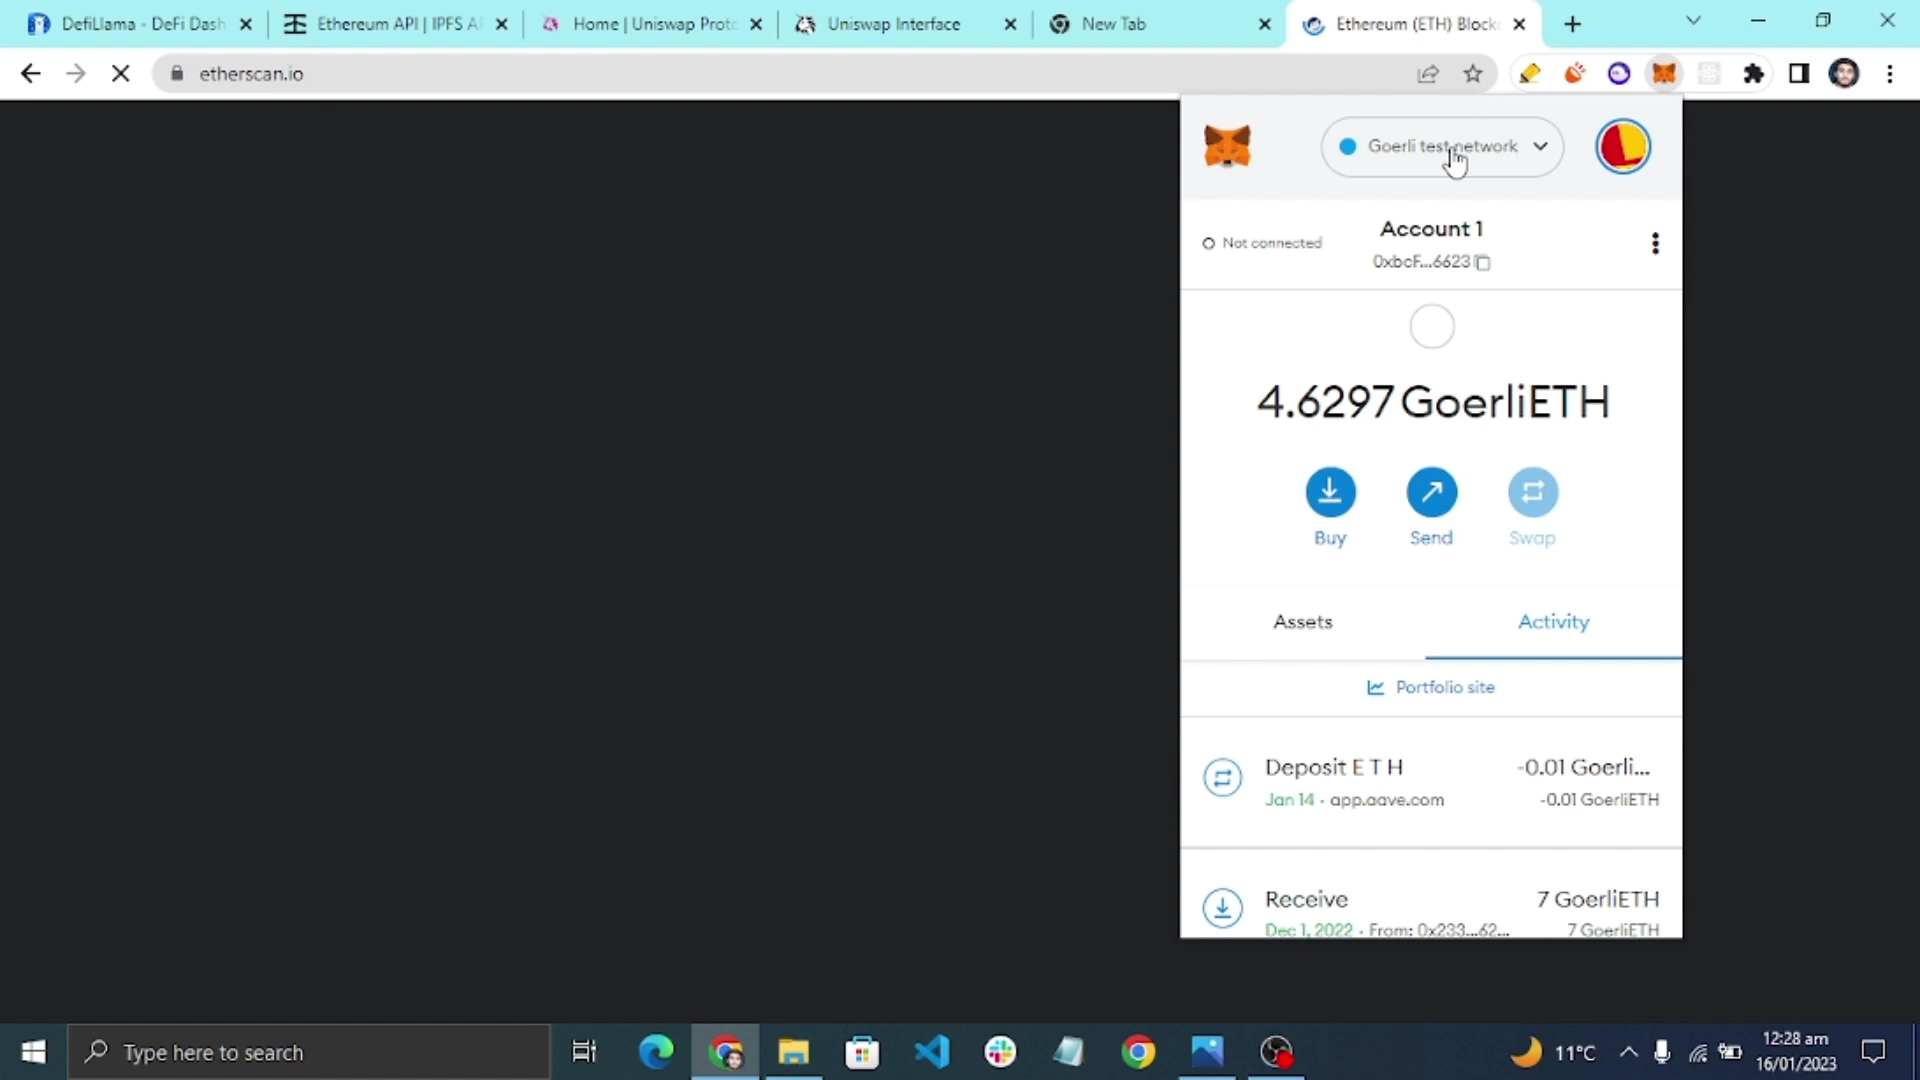 DefiLlama - DeFi Dash
Ethereum API | IPFS A
Home | Uniswap Proto
Uniswap Interface
New Tab
Ethereum (ETH) Blockc
etherscan.io
Goerli test network
Not connected
Account 1
0xbcF...6623
4.6297 GoerliETH
Buy
Send
Swap
Assets
Activity
Portfolio site
Deposit E T H
-0.01 Goerli...
Jan 14 · app.aave.com
-0.01 GoerliETH
Receive
7 GoerliETH
Dec 1, 2022 · From: 0x233...62...
7 GoerliETH
Type here to search
11°C
12:28 am
16/01/2023